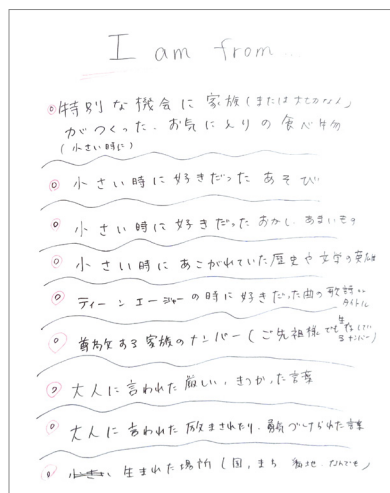 I am from...
特別な機会に家族(または
がつくった、お気に入りの食べ物
(小さい時に)
小さい時に好きだったあそび
小さい時に好きだったおかし、あまいもの
小さい時にあこがれていた歴史や文学の英雄
ティーンエージャーの時に好きだった曲の歌詞
タイトル
尊敬ある家族のナンバー(ご先祖様でも
大人に言われた厳しい、きつかった言葉
大人に言われた励まされたり、勇気づけられた言葉
生まれた場所(国、まち なんでも)